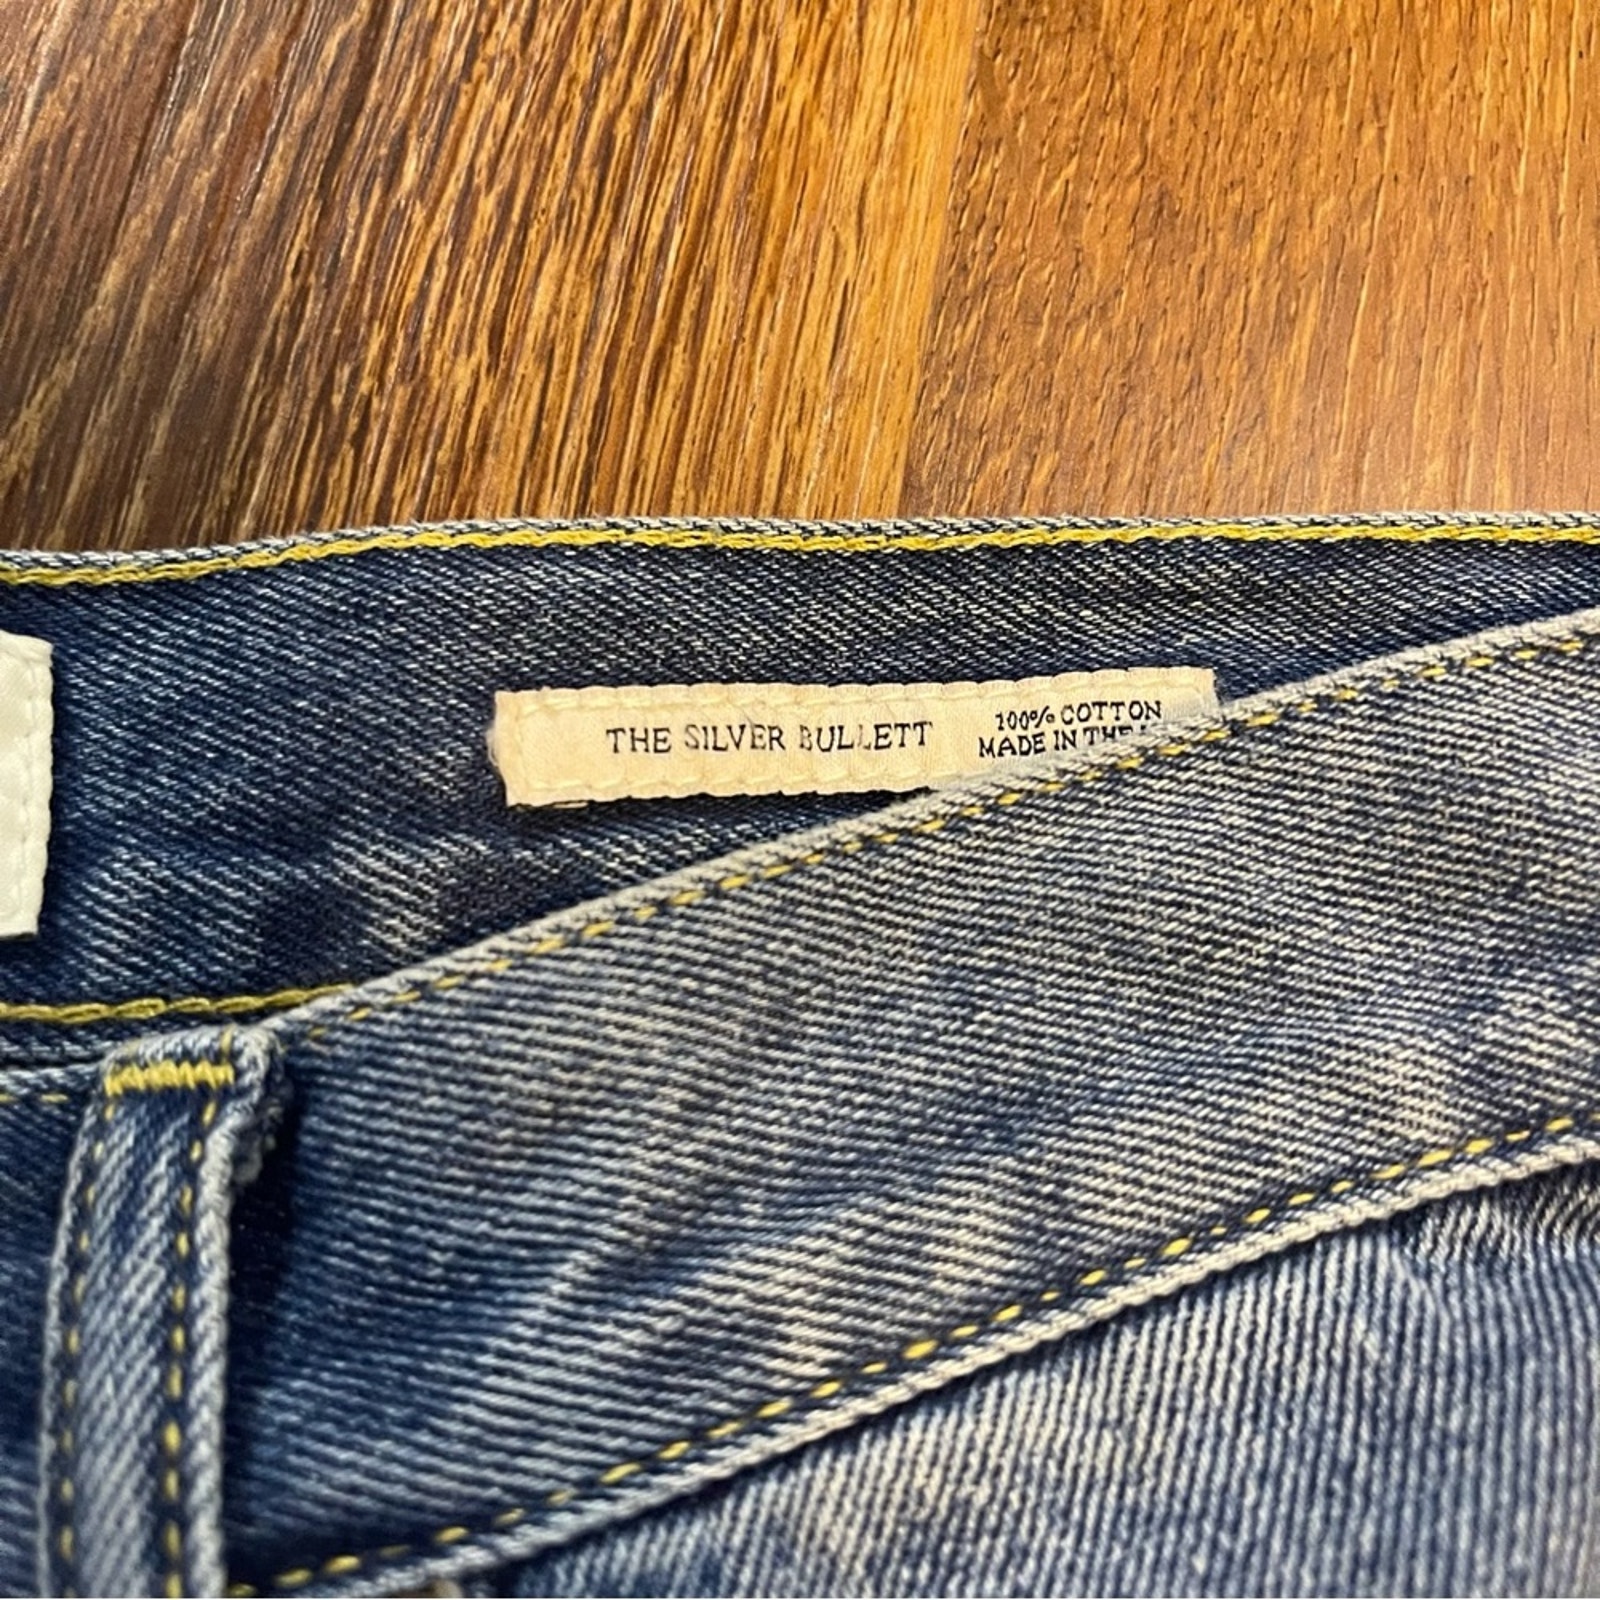 THE SILVER BULLETT
100% COTTON
MADE IN THE